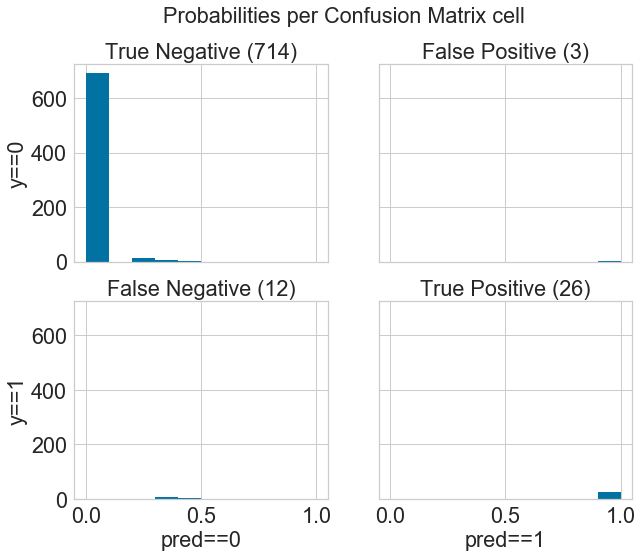 Probabilities per Confusion Matrix cell
True Negative (714)
False Positive (3)
600
400
200
0
y==0
False Negative (12)
True Positive (26)
600
400
200
0
y==1
0.0 0.5 1.0
0.0 0.5 1.0
pred==0
pred==1